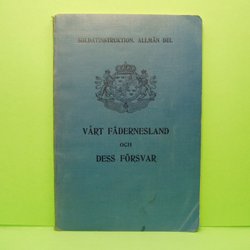 SOLDATINSTRUKTION. ALLMÄN DEL
VÅRT FÄDERNESLAND
OCH
DESS FÖRSVAR